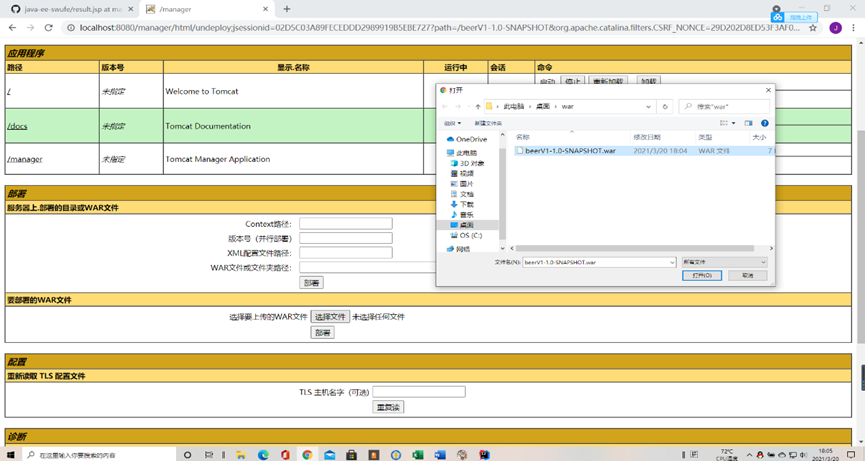 java-ee-swufe/result.jsp at ma
/manager
localhost:8080/manager/html/undeploy;jsessionid=02D5C03A89FECEDDD2989919B5EBE727?path=/beerV1-1.0-SNAPSHOT&org.apache.catalina.filters.CSRF_NONCE=29D202D8ED53F3AF0...
拖拽上传
J
应用程序
路径 版本号 显示.名称 运行中 会话 命令
/ 未指定 Welcome to Tomcat
启动 停止 重新加载 卸载
/docs 未指定 Tomcat Documentation
/manager 未指定 Tomcat Manager Application
部署
服务器上.部署的目录或WAR文件
Context路径:
版本号 (并行部署)
XML配置文件路径:
WAR文件或文件夹路径:
部署
要部署的WAR文件
选择要上传的WAR文件 选择文件 未选择任何文件
部署
配置
重新读取 TLS 配置文件
TLS 主机名字 (可选)
重复读
诊断
打开
此电脑 › 桌面 › war
搜索"war"
组织 新建文件夹
名称 修改日期 类型 大小
beerV1-1.0-SNAPSHOT.war 2021/3/20 18:04 WAR 文件 7
OneDrive
此电脑
3D 对象
视频
图片
文档
下载
音乐
桌面
OS (C:)
网络
文件名(N): beerV1-1.0-SNAPSHOT.war 所有文件
打开(O) 取消
在这里输入你要搜索的内容
72°C
CPU温度
18:05
2021/3/20